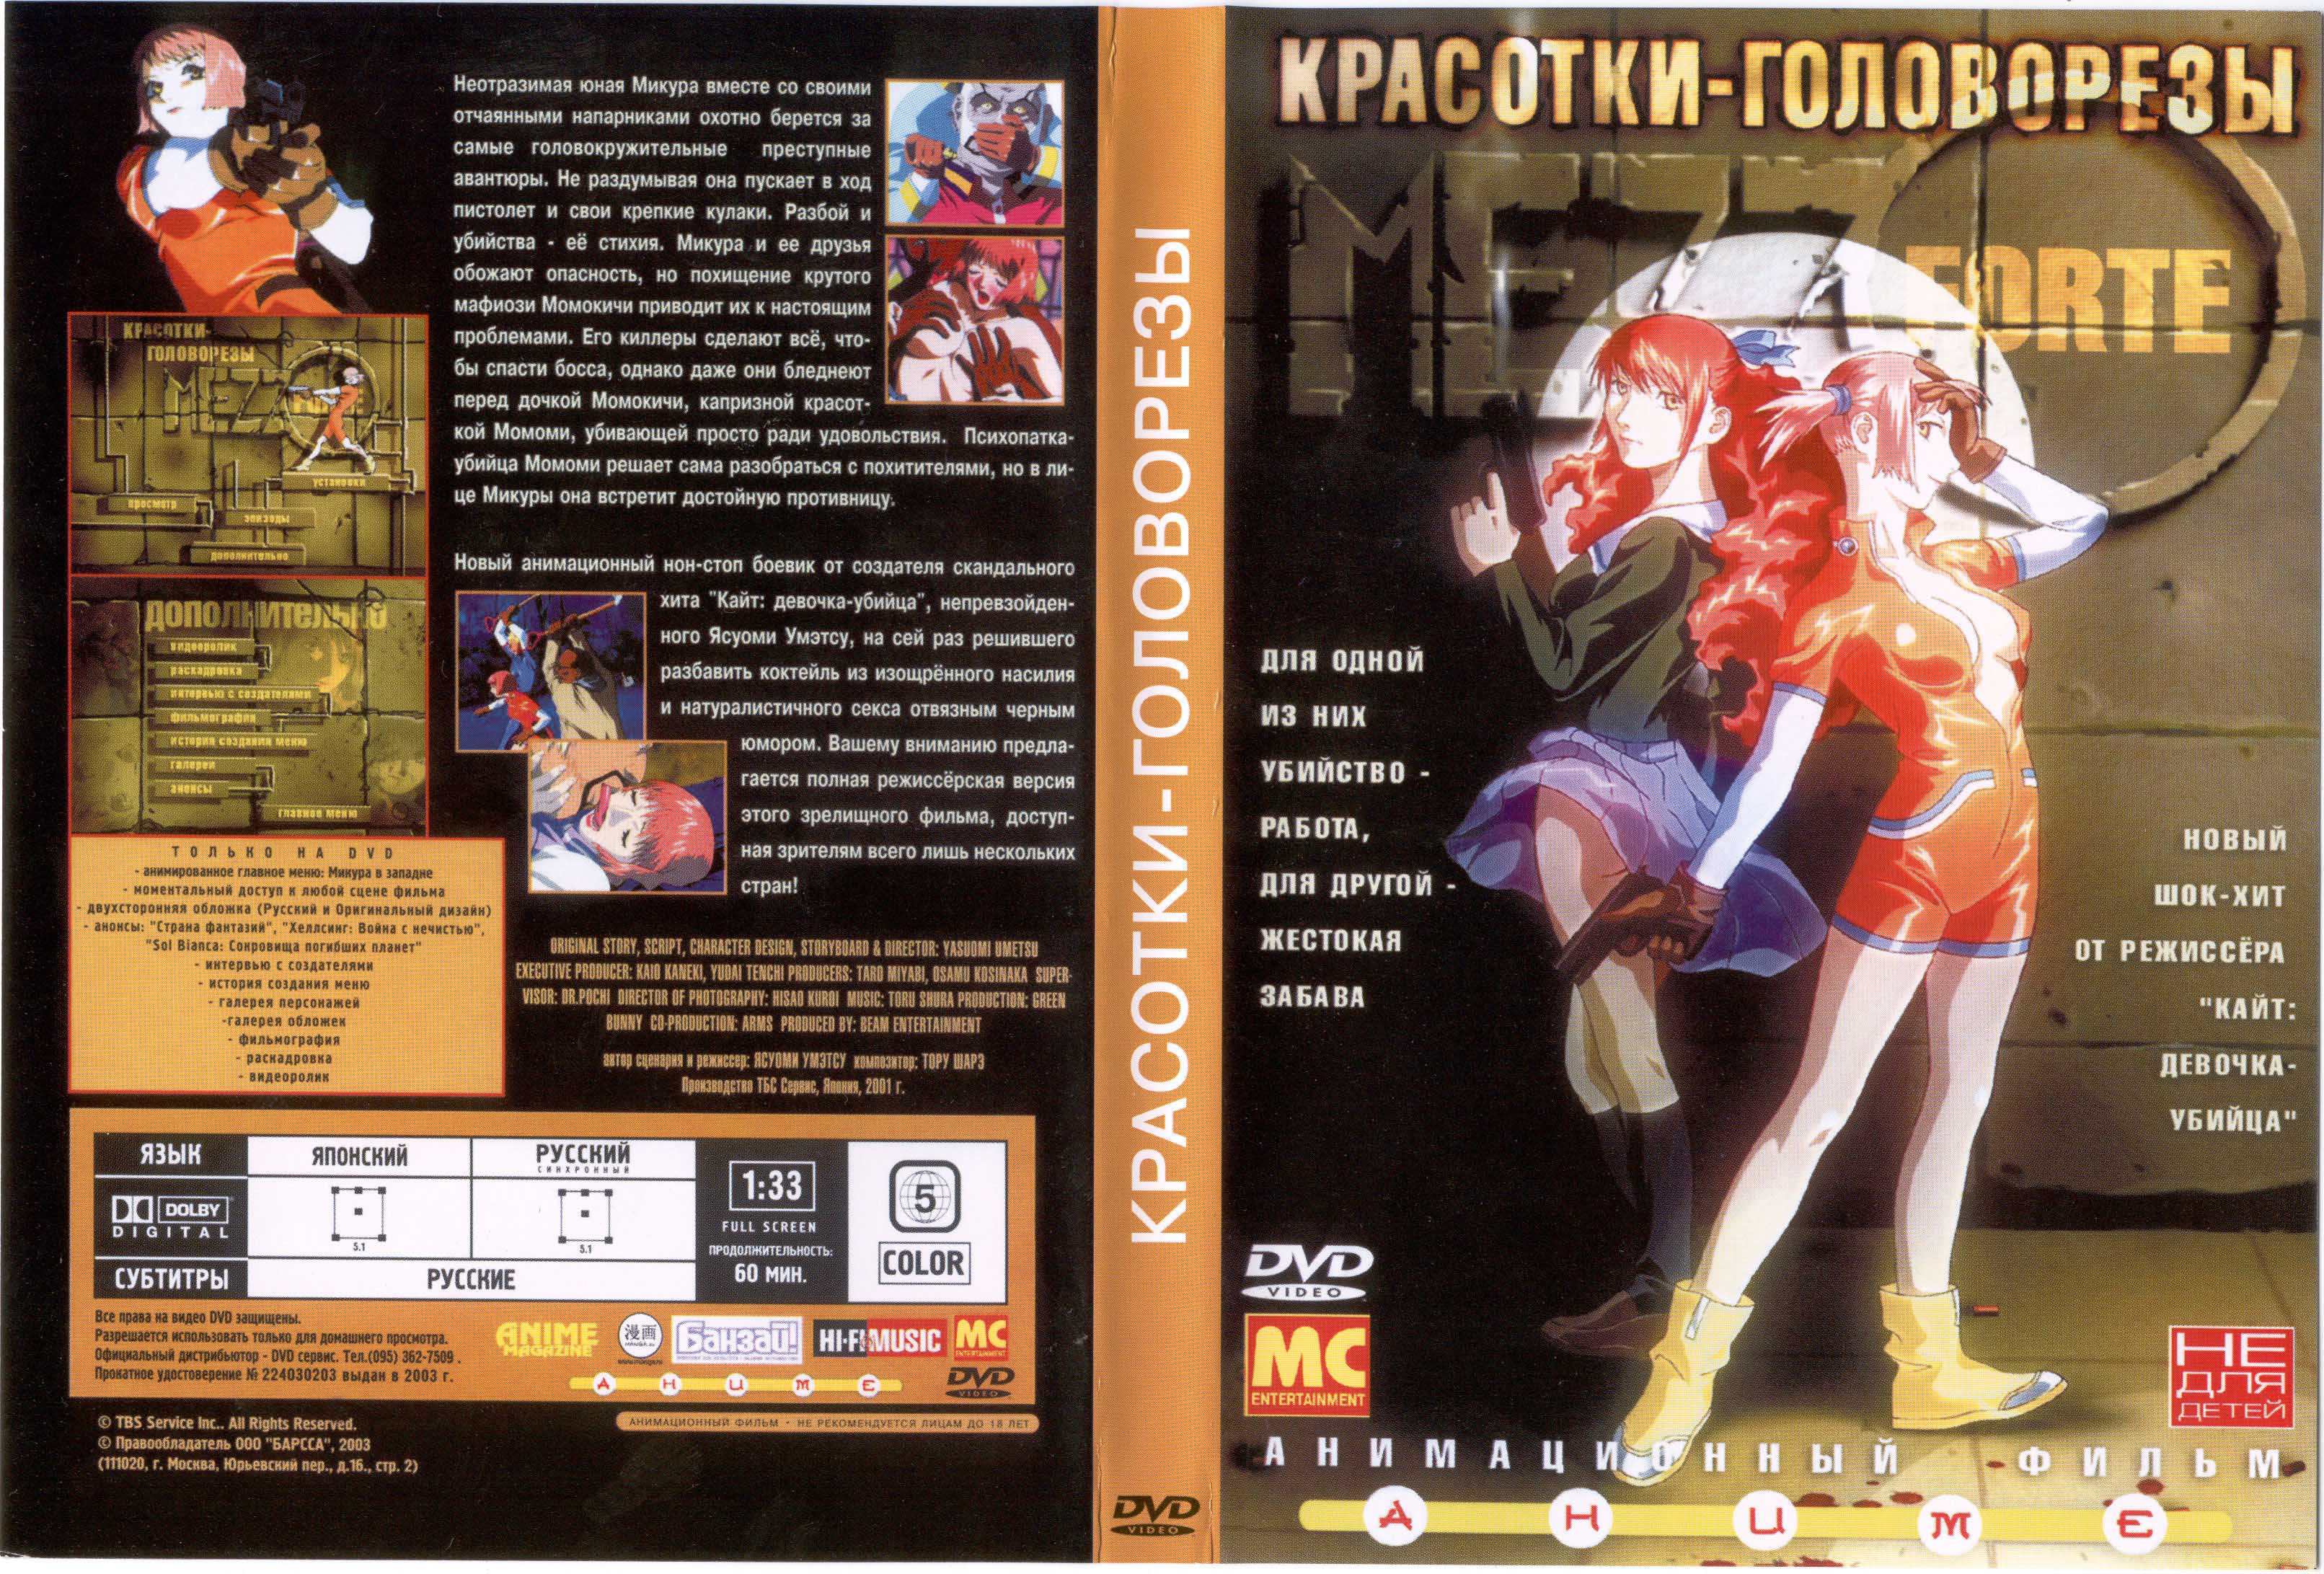 Неотразимая юная Микура вместе со своими
отчаянными напарниками охотно берется за
самые головокружительные преступные
авантюры. Не раздумывая она пускает в ход
пистолет и свои крепкие кулаки. Разбой и
убийства - её стихия. Микура и ее друзья
обожают опасность, но похищение крутого
мафиози Момокичи приводит их к настоящим
проблемами. Его киллеры сделают всё, что-
бы спасти босса, однако даже они бледнеют
перед дочкой Момокичи, капризной красот-
кой Момоми, убивающей просто ради удовольствия. Психопатка-
убийца Момоми решает сама разобраться с похитителями, но в ли-
це Микуры она встретит достойную противницу.
Новый анимационный нон-стоп боевик от создателя скандального
хита "Кайт: девочка-убийца", непревзойден-
ного Ясуоми Умэтсу, на сей раз решившего
разбавить коктейль из изощрённого насилия
и натуралистичного секса отвязным черным
юмором. Вашему вниманию предла-
гается полная режиссёрская версия
этого зрелищного фильма, доступ-
ная зрителям всего лишь нескольких
стран!
КРАСОТКИ-
ГОЛОВОРЕЗЫ
MEZZO
установки
просмотр
эпизоды
дополнительно
ДОПОЛНИТЕЛЬНО
видеоролик
раскадровка
интервью с создателями
фильмография
история создания меню
галереи
анонсы
главное меню
ТОЛЬКО НА DVD
- анимированное главное меню: Микура в западне
- моментальный доступ к любой сцене фильма
- двухсторонняя обложка (Русский и Оригинальный дизайн)
- анонсы: "Страна фантазий", "Хеллсинг: Война с нечистью",
"Sol Bianca: Сокровища погибших планет"
- интервью с создателями
- история создания меню
- галерея персонажей
-галерея обложек
- фильмография
- раскадровка
- видеоролик
ORIGINAL STORY, SCRIPT, CHARACTER DESIGN, STORYBOARD & DIRECTOR: YASUOMI UMETSU
EXECUTIVE PRODUCER: KAIO KANEKI, YUDAI TENCHI PRODUCERS: TARO MIYABI, OSAMU KOSINAKA SUPER-
VISOR: DR.POCHI DIRECTOR OF PHOTOGRAPHY: HISAO KUROI MUSIC: TORU SHURA PRODUCTION: GREEN
BUNNY CO-PRODUCTION: ARMS PRODUCED BY: BEAM ENTERTAINMENT
автор сценария и режиссер: ЯСУОМИ УМЭТСУ композитор: ТОРУ ШАРЭ
Производство ТБС Сервис, Япония, 2001 г.
ЯЗЫК
ЯПОНСКИЙ
РУССКИЙ
СИНХРОННЫЙ
DOLBY
DIGITAL
5.1
5.1
СУБТИТРЫ
РУССКИЕ
1:33
FULL SCREEN
ПРОДОЛЖИТЕЛЬНОСТЬ:
60 МИН.
5
COLOR
Все права на видео DVD защищены.
Разрешается использовать только для домашнего просмотра.
Официальный дистрибьютор - DVD сервис. Тел.(095) 362-7509 .
Прокатное удостоверение № 224030203 выдан в 2003 г.
ANIME
MAGAZINE
漫画
Банзай!
HI-FI MUSIC
MC
ENTERTAINMENT
АНИМЕ
DVD
VIDEO
АНИМАЦИОННЫЙ ФИЛЬМ • НЕ РЕКОМЕНДУЕТСЯ ЛИЦАМ ДО 18 ЛЕТ
© TBS Service Inc.. All Rights Reserved.
© Правообладатель ООО "БАРССА", 2003
(111020, г. Москва, Юрьевский пер., д.16., стр. 2)
КРАСОТКИ-ГОЛОВОРЕЗЫ
DVD
VIDEO
КРАСОТКИ-ГОЛОВОРЕЗЫ
MEZZO
FORTE
ДЛЯ ОДНОЙ
ИЗ НИХ
УБИЙСТВО -
РАБОТА,
ДЛЯ ДРУГОЙ -
ЖЕСТОКАЯ
ЗАБАВА
НОВЫЙ
ШОК-ХИТ
ОТ РЕЖИССЁРА
"КАЙТ:
ДЕВОЧКА-
УБИЙЦА"
DVD
VIDEO
MC
ENTERTAINMENT
НЕ
ДЛЯ
ДЕТЕЙ
АНИМАЦИОННЫЙ ФИЛЬМ
АНИМЕ